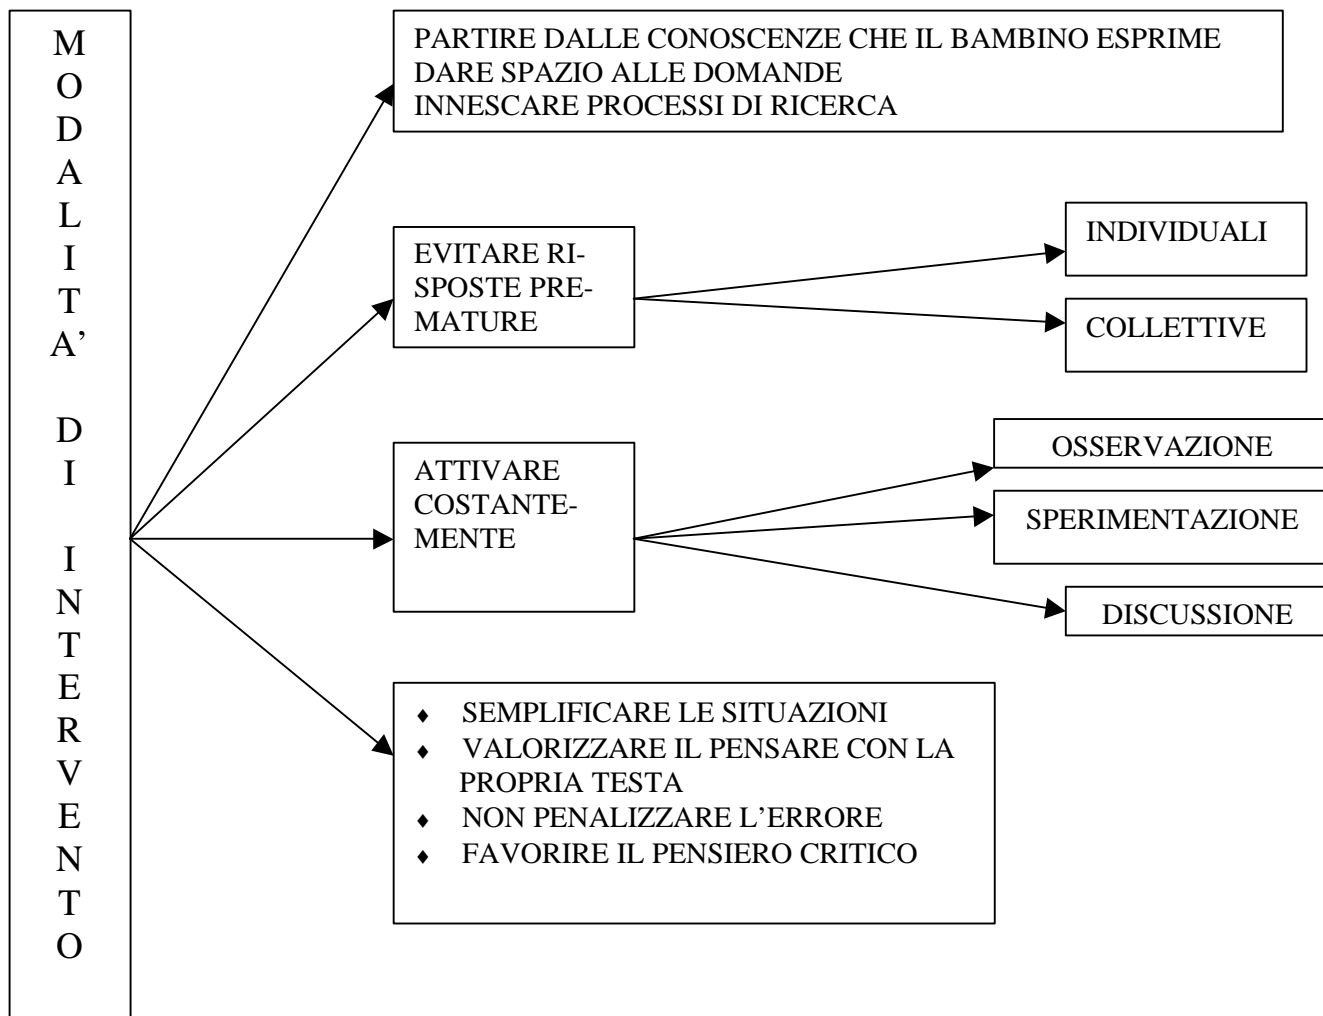 M
O
D
A
L
I
T
A’
D
I
I
N
T
E
R
V
E
N
T
O
PARTIRE DALLE CONOSCENZE CHE IL BAMBINO ESPRIME
DARE SPAZIO ALLE DOMANDE
INNESCARE PROCESSI DI RICERCA
EVITARE RI-
SPOSTE PRE-
MATURE
INDIVIDUALI
COLLETTIVE
ATTIVARE
COSTANTE-
MENTE
OSSERVAZIONE
SPERIMENTAZIONE
DISCUSSIONE
♦ SEMPLIFICARE LE SITUAZIONI
♦ VALORIZZARE IL PENSARE CON LA
PROPRIA TESTA
♦ NON PENALIZZARE L’ERRORE
♦ FAVORIRE IL PENSIERO CRITICO